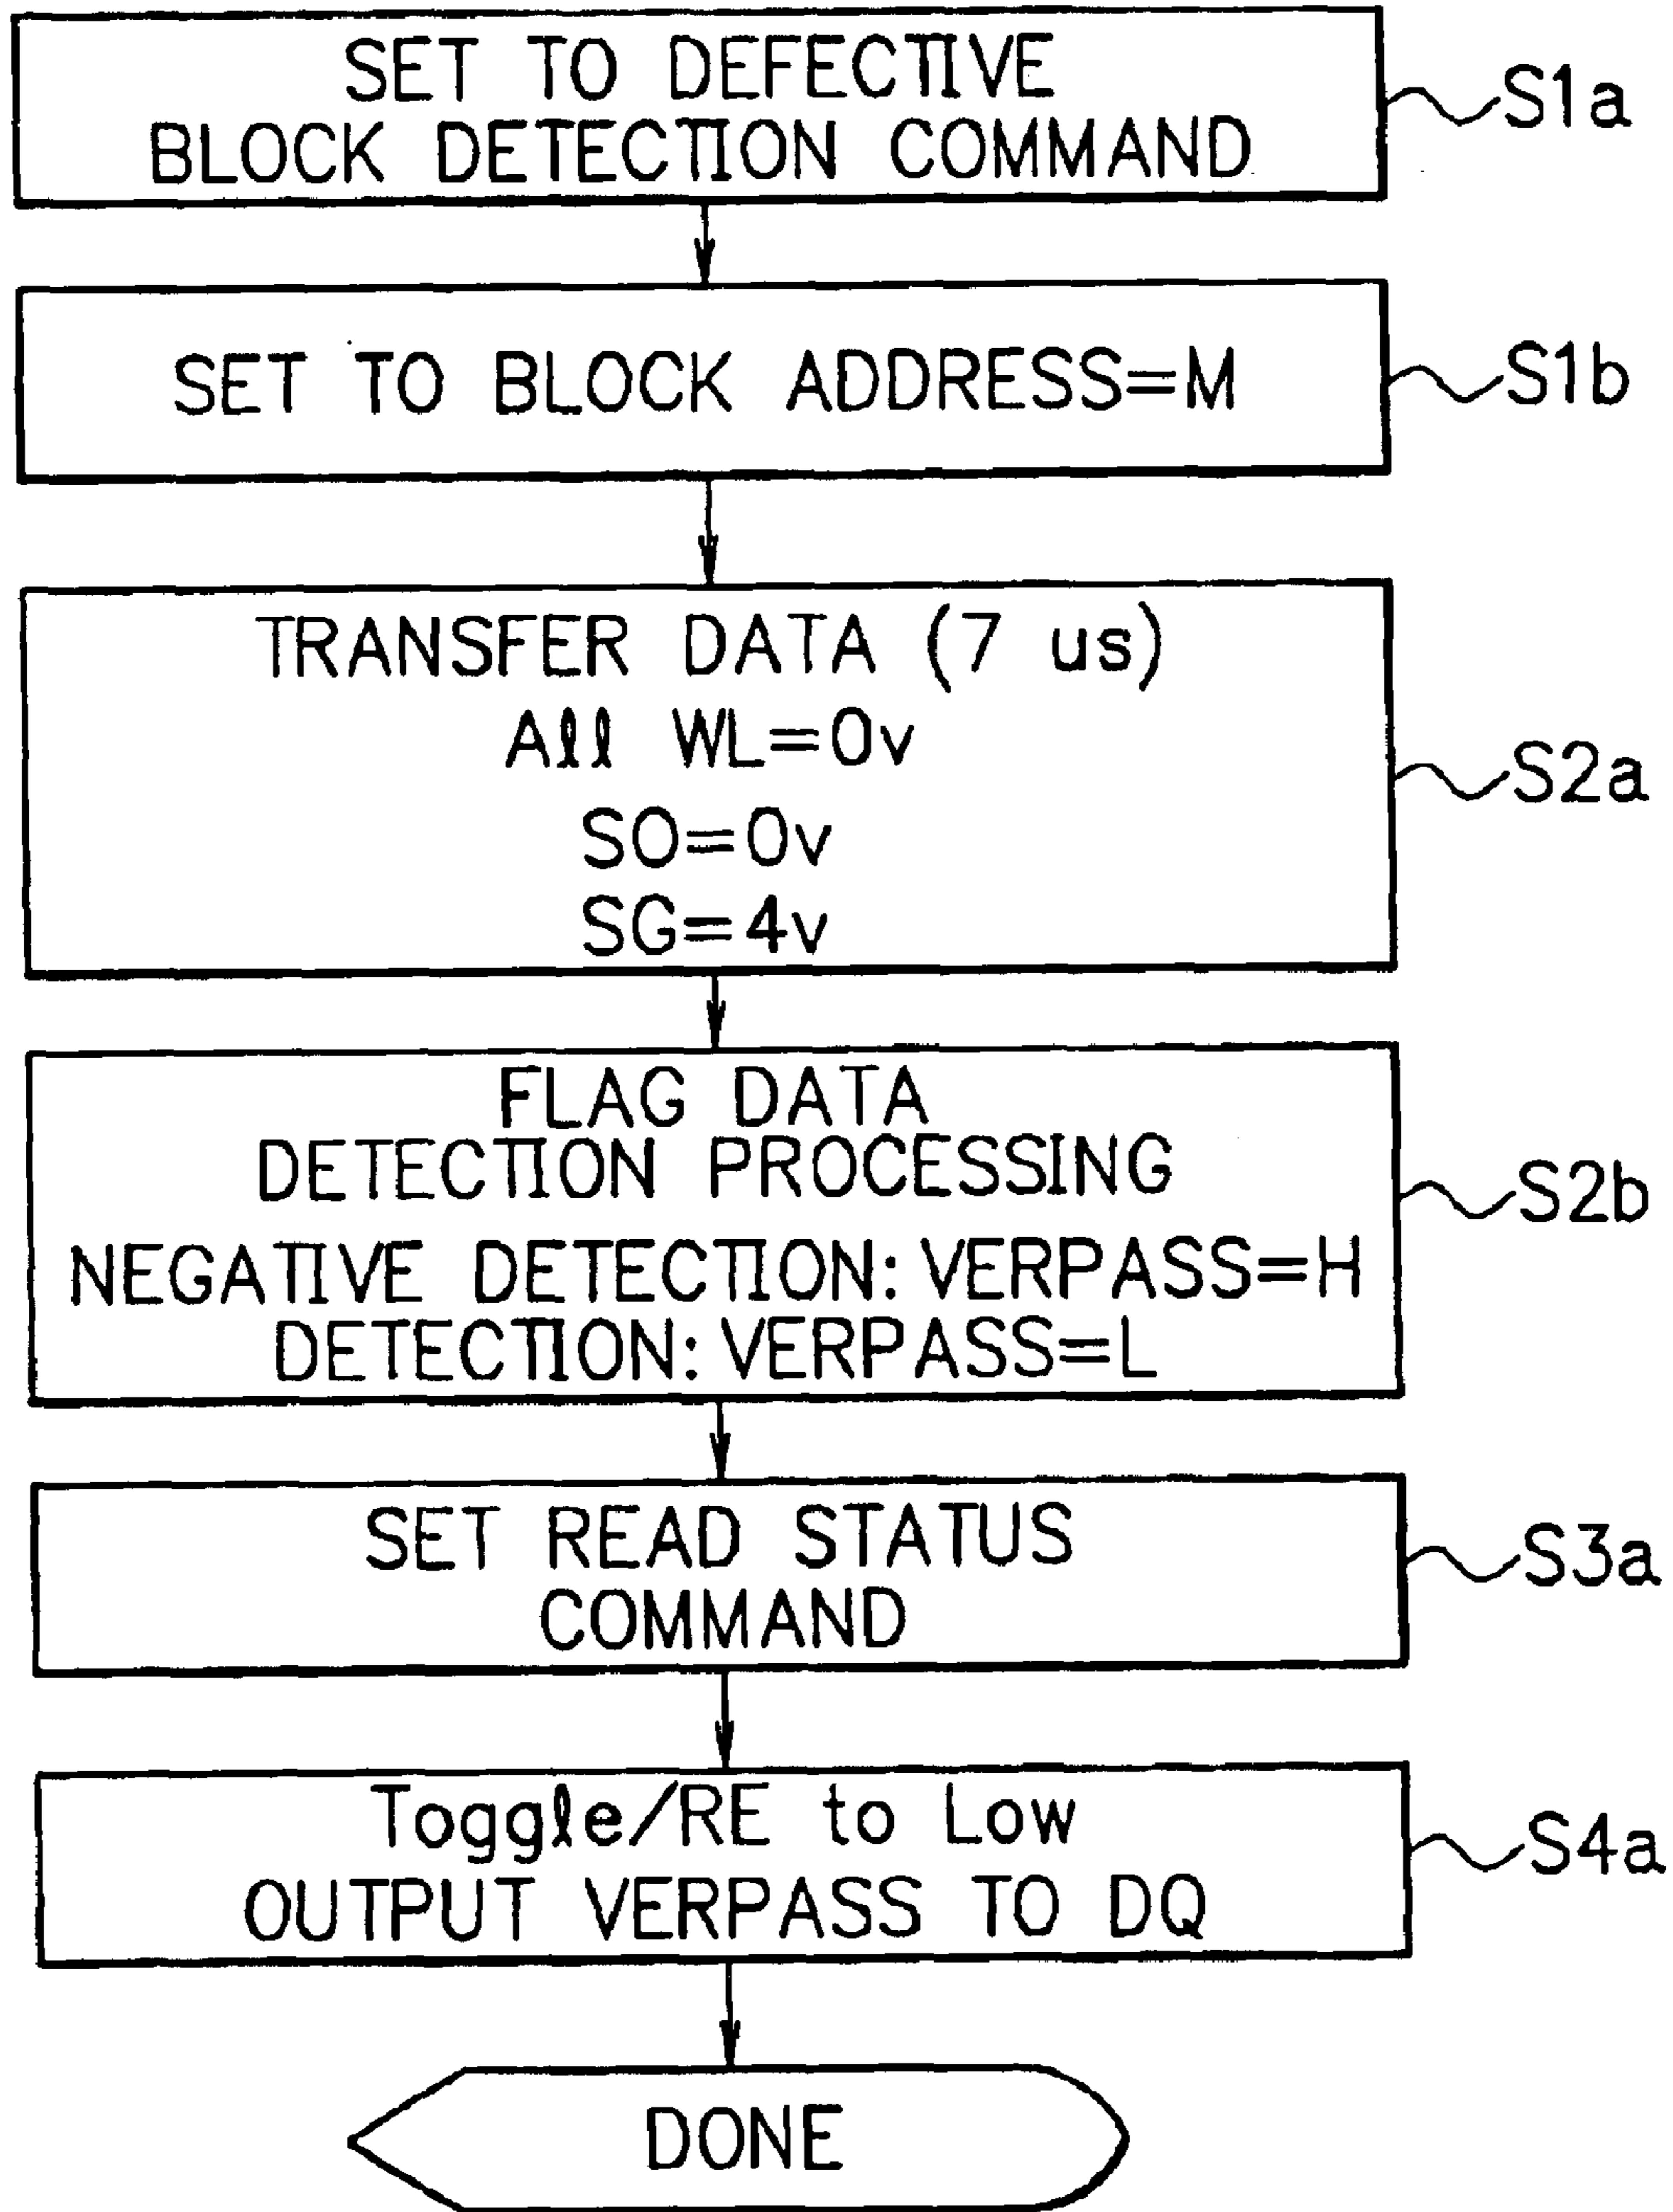 SET TO DEFECTIVE
BLOCK DETECTION COMMAND
S1a
SET TO BLOCK ADDRESS=M
S1b
TRANSFER DATA (7 us)
All WL=0v
SO=0v
SG=4v
S2a
FLAG DATA
DETECTION PROCESSING
NEGATIVE DETECTION: VERPASS=H
DETECTION: VERPASS=L
S2b
SET READ STATUS
COMMAND
S3a
Toggle/RE to Low
OUTPUT VERPASS TO DQ
S4a
DONE